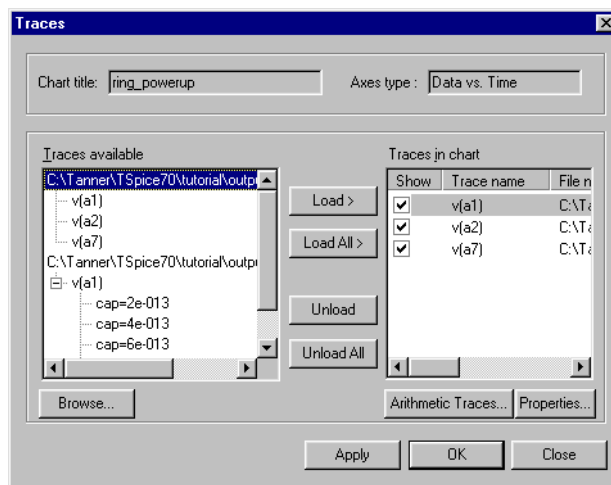 Traces
Chart title: ring_powerup Axes type : Data vs. Time
Traces available
C:\Tanner\TSpice70\tutorial\outpu
v(a1)
v(a2)
v(a7)
C:\Tanner\TSpice70\tutorial\outpu
v(a1)
cap=2e-013
cap=4e-013
cap=6e-013
Browse...
Load >
Load All >
Unload
Unload All
Traces in chart
Show Trace name File n
v(a1) C:\Ta
v(a2) C:\Ta
v(a7) C:\Ta
Arithmetic Traces... Properties...
Apply OK Close